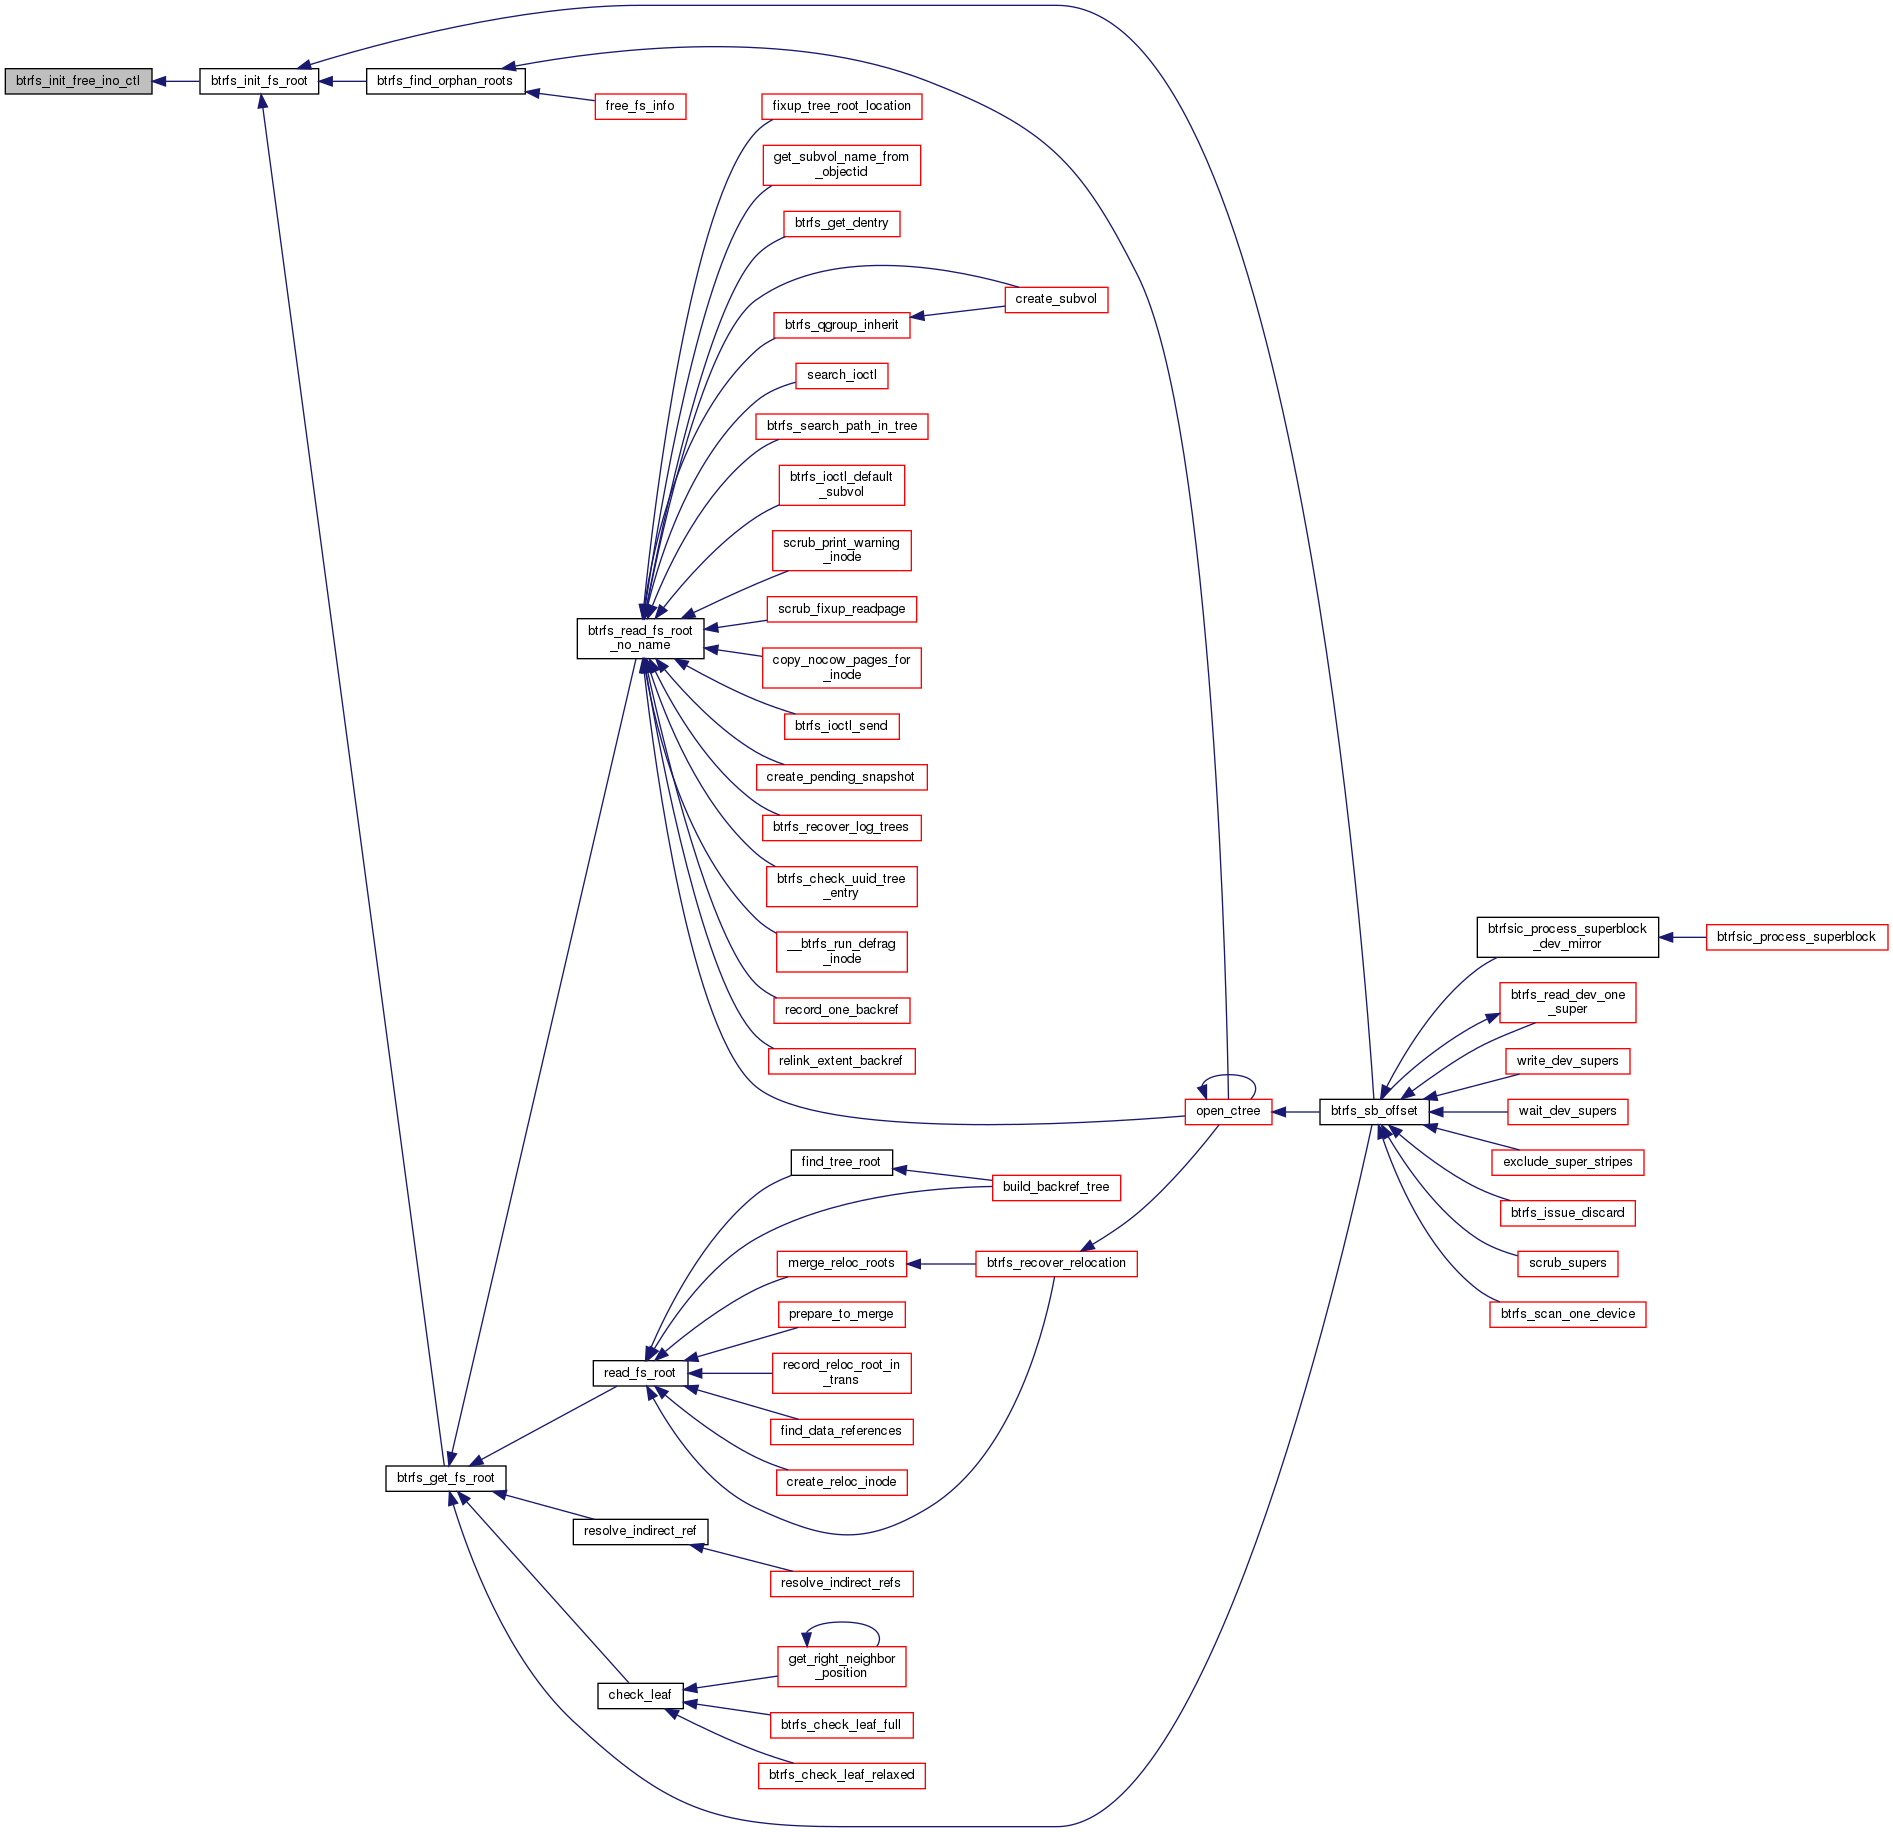 btrfs_init_free_ino_ctl
btrfs_init_fs_root
btrfs_find_orphan_roots
free_fs_info
fixup_tree_root_location
get_subvol_name_from
_objectid
btrfs_get_dentry
create_subvol
btrfs_qgroup_inherit
search_ioctl
btrfs_search_path_in_tree
btrfs_ioctl_default
_subvol
scrub_print_warning
_inode
scrub_fixup_readpage
btrfs_read_fs_root
_no_name
copy_nocow_pages_for
_inode
btrfs_ioctl_send
create_pending_snapshot
btrfs_recover_log_trees
btrfs_check_uuid_tree
_entry
__btrfs_run_defrag
_inode
record_one_backref
relink_extent_backref
open_ctree
btrfs_sb_offset
btrfsic_process_superblock
_dev_mirror
btrfsic_process_superblock
btrfs_read_dev_one
_super
write_dev_supers
wait_dev_supers
exclude_super_stripes
btrfs_issue_discard
scrub_supers
btrfs_scan_one_device
find_tree_root
build_backref_tree
merge_reloc_roots
btrfs_recover_relocation
prepare_to_merge
read_fs_root
record_reloc_root_in
_trans
find_data_references
create_reloc_inode
btrfs_get_fs_root
resolve_indirect_ref
resolve_indirect_refs
get_right_neighbor
_position
check_leaf
btrfs_check_leaf_full
btrfs_check_leaf_relaxed